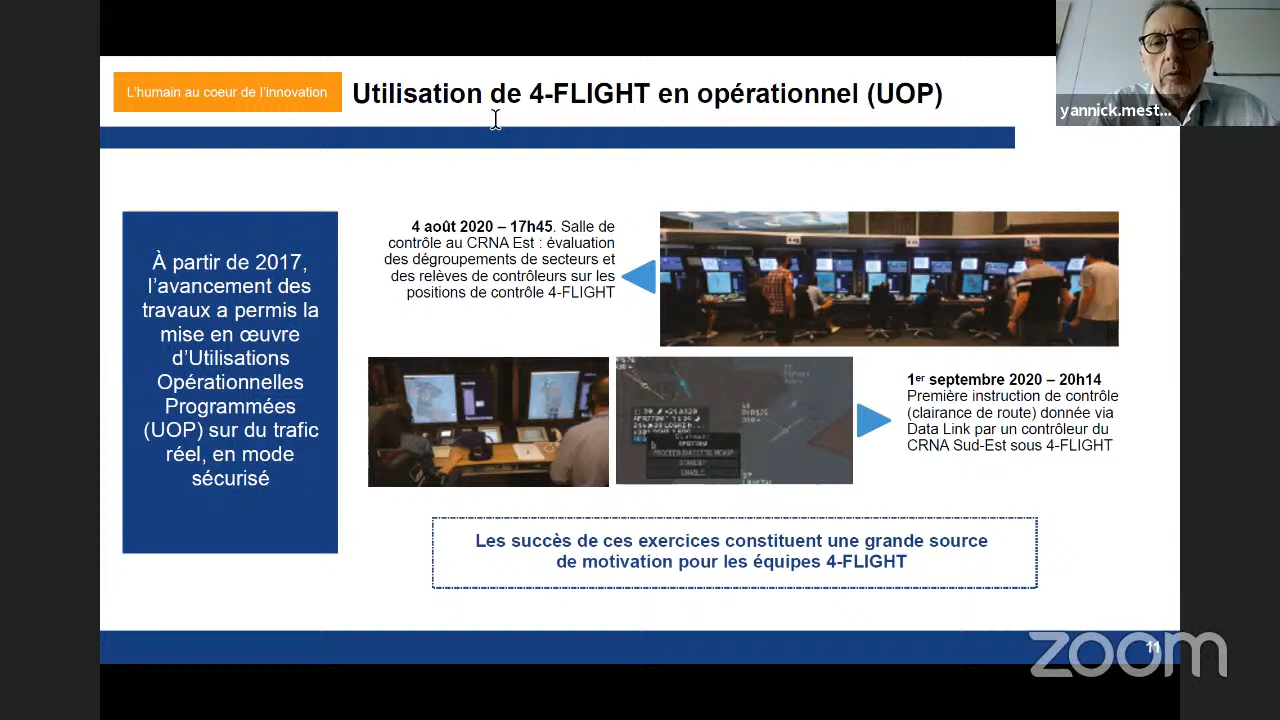 L'humain au coeur de l'innovation
Utilisation de 4-FLIGHT en opérationnel (UOP)
yannick.mest...
À partir de 2017,
l'avancement des
travaux a permis la
mise en œuvre
d'Utilisations
Opérationnelles
Programmées
(UOP) sur du trafic
réel, en mode
sécurisé
4 août 2020 – 17h45. Salle de
contrôle au CRNA Est : évaluation
des dégroupements de secteurs et
des relèves de contrôleurs sur les
positions de contrôle 4-FLIGHT
STANDBY
UNABLE
1er septembre 2020 – 20h14
Première instruction de contrôle
(clairance de route) donnée via
Data Link par un contrôleur du
CRNA Sud-Est sous 4-FLIGHT
Les succès de ces exercices constituent une grande source
de motivation pour les équipes 4-FLIGHT
11
zoom